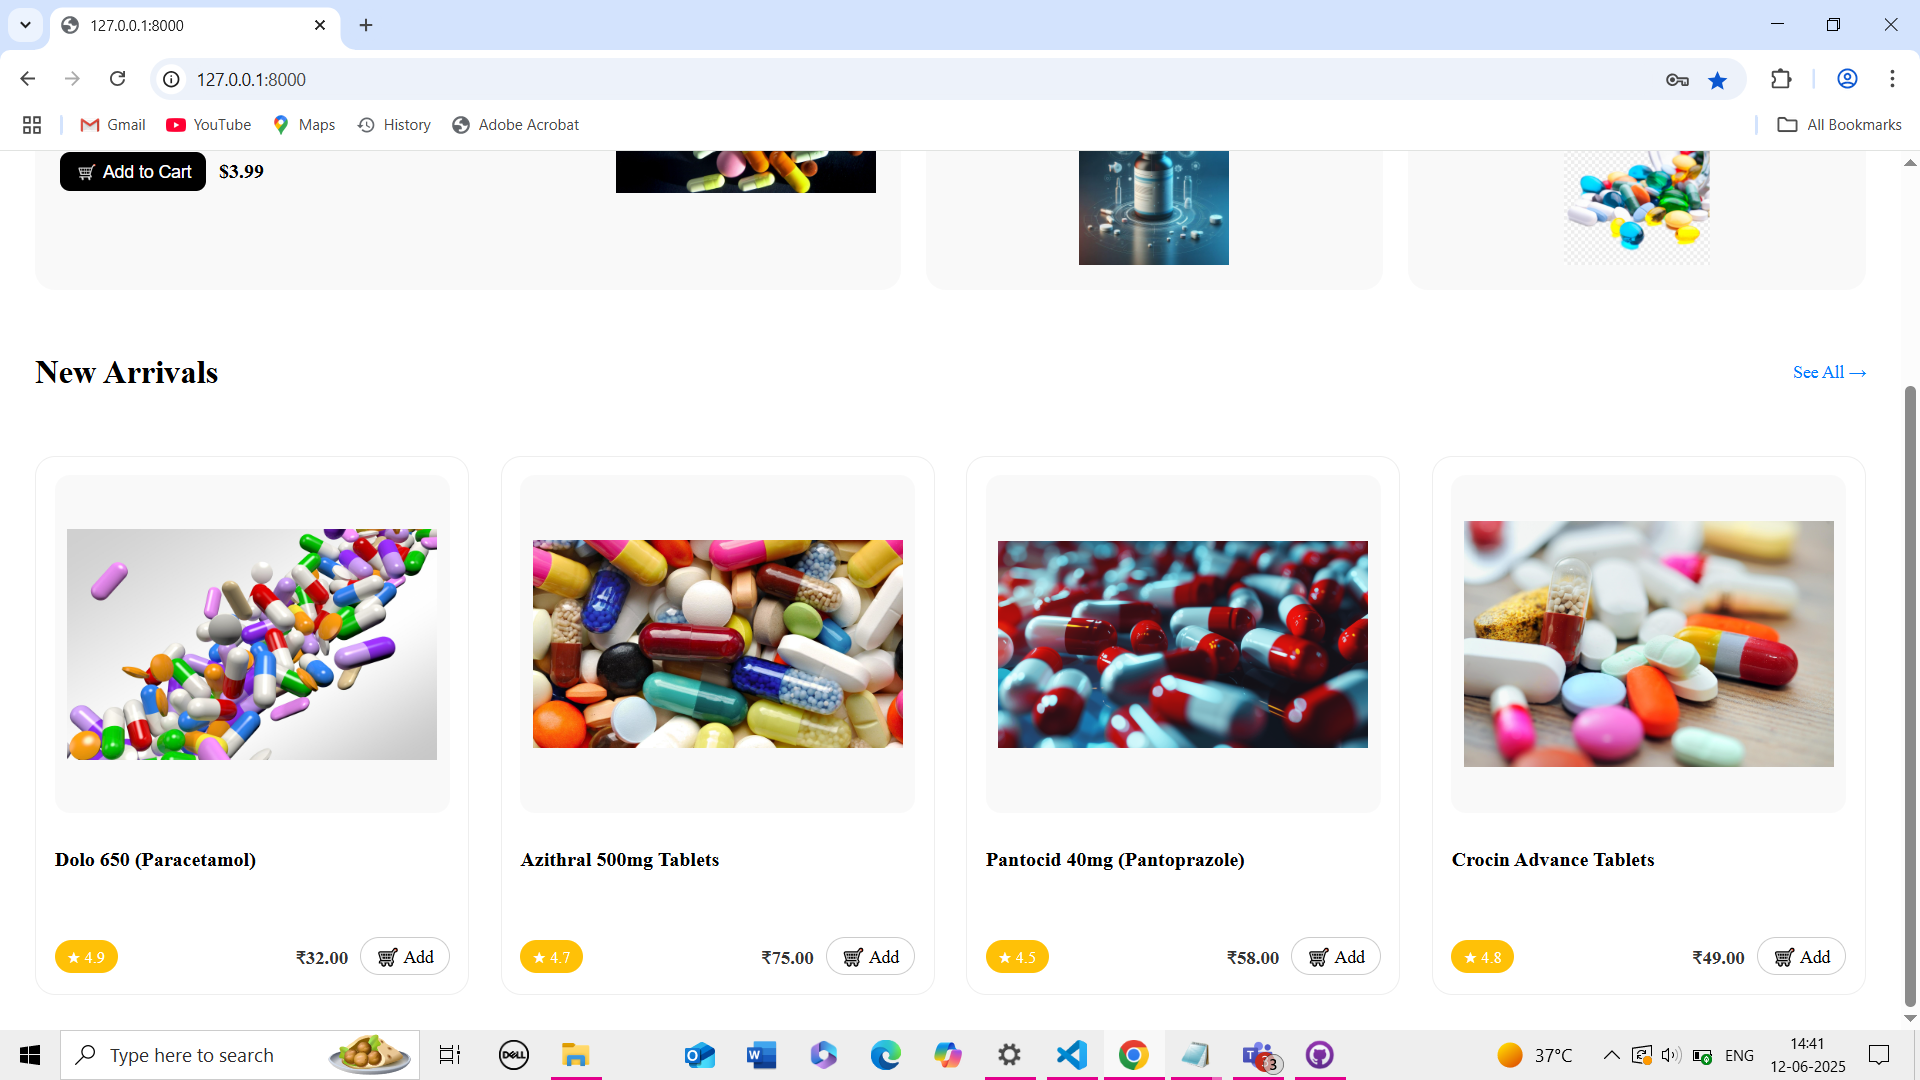 127.0.0.1:8000
127.0.0.1:8000
Gmail
YouTube
Maps
History
Adobe Acrobat
All Bookmarks
Add to Cart $3.99
New Arrivals
See All →
Dolo 650 (Paracetamol)
★ 4.9 ₹32.00 Add
Azithral 500mg Tablets
★ 4.7 ₹75.00 Add
Pantocid 40mg (Pantoprazole)
★ 4.5 ₹58.00 Add
Crocin Advance Tablets
★ 4.8 ₹49.00 Add
Type here to search
DELL
3
37°C
ENG
14:41
12-06-2025